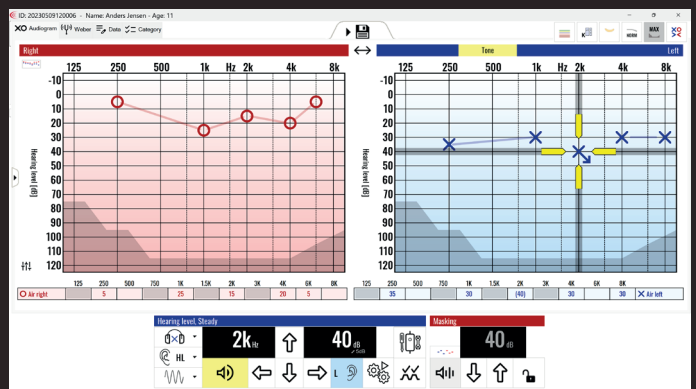 ID: 20230509120006 - Name: Anders Jensen - Age: 11
XO Audiogram Weber Data Category NORM MAX
Right
Tone Left
125 250 500 1k Hz 2k 4k 8k
125 250 500 1k Hz 2k 4k 8k
-10
0
10
20
30
40
50
60
70
80
90
100
110
120
Hearing level [dB]
-10
0
10
20
30
40
50
60
70
80
90
100
110
120
Hearing level [dB]
125 250 500 750 1K 1.5K 2K 3K 4K 6K 8K
O Air right 5 25 15 20 5
125 250 500 750 1K 1.5K 2K 3K 4K 6K 8K
35 30 (40) 30 30 X Air left
Hearing level, Steady
Masking
2k Hz 40 dB
5dB
40 dB
HL
L